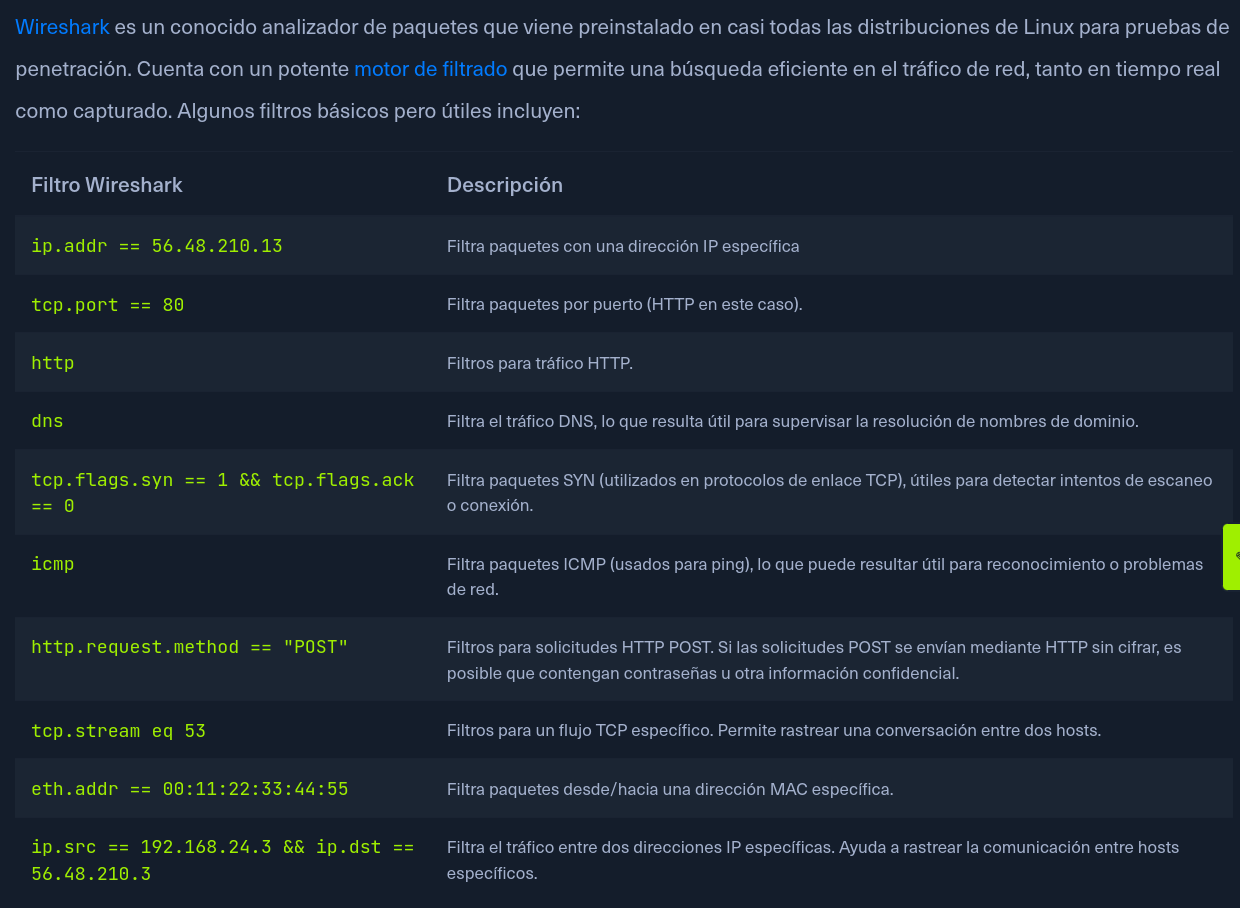 Wireshark es un conocido analizador de paquetes que viene preinstalado en casi todas las distribuciones de Linux para pruebas de
penetración. Cuenta con un potente motor de filtrado que permite una búsqueda eficiente en el tráfico de red, tanto en tiempo real
como capturado. Algunos filtros básicos pero útiles incluyen:
Filtro Wireshark Descripción
ip.addr == 56.48.210.13 Filtra paquetes con una dirección IP específica
tcp.port == 80 Filtra paquetes por puerto (HTTP en este caso).
http Filtros para tráfico HTTP.
dns Filtra el tráfico DNS, lo que resulta útil para supervisar la resolución de nombres de dominio.
tcp.flags.syn == 1 && tcp.flags.ack Filtra paquetes SYN (utilizados en protocolos de enlace TCP), útiles para detectar intentos de escaneo
== 0 o conexión.
icmp Filtra paquetes ICMP (usados para ping), lo que puede resultar útil para reconocimiento o problemas
de red.
http.request.method == "POST" Filtros para solicitudes HTTP POST. Si las solicitudes POST se envían mediante HTTP sin cifrar, es
posible que contengan contraseñas u otra información confidencial.
tcp.stream eq 53 Filtros para un flujo TCP específico. Permite rastrear una conversación entre dos hosts.
eth.addr == 00:11:22:33:44:55 Filtra paquetes desde/hacia una dirección MAC específica.
ip.src == 192.168.24.3 && ip.dst == Filtra el tráfico entre dos direcciones IP específicas. Ayuda a rastrear la comunicación entre hosts
56.48.210.3 específicos.